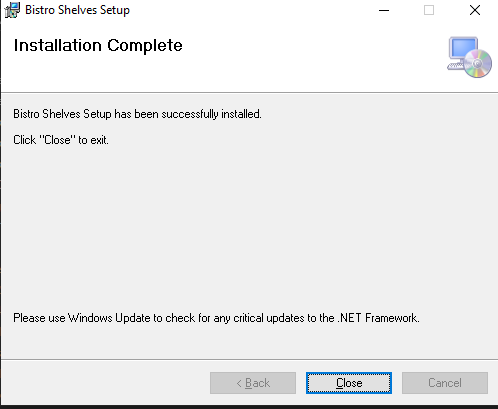 Bistro Shelves Setup
Installation Complete
Bistro Shelves Setup has been successfully installed.
Click "Close" to exit.
Please use Windows Update to check for any critical updates to the .NET Framework.
< Back
Close
Cancel